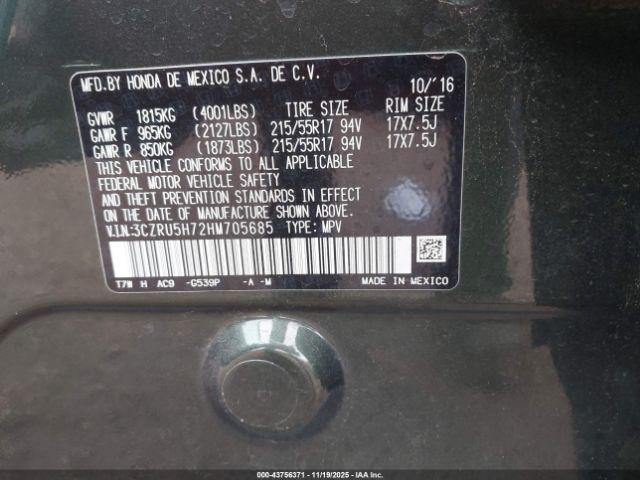 MFD.BY HONDA DE MEXICO S.A. DE C.V.
10/'16
GVWR 1815KG (4001LBS) TIRE SIZE RIM SIZE
GAWR F 965KG (2127LBS) 215/55R17 94V 17X7.5J
GAWR R 850KG (1873LBS) 215/55R17 94V 17X7.5J
THIS VEHICLE CONFORMS TO ALL APPLICABLE
FEDERAL MOTOR VEHICLE SAFETY
AND THEFT PREVENTION STANDARDS IN EFFECT
ON THE DATE OF MANUFACTURE SHOWN ABOVE.
V.I.N:3CZRU5H72HM705685 TYPE: MPV
T7W H AC9 -G539P -A -M
MADE IN MEXICO
000-43756371 - 11/19/2025 - IAAI.COM